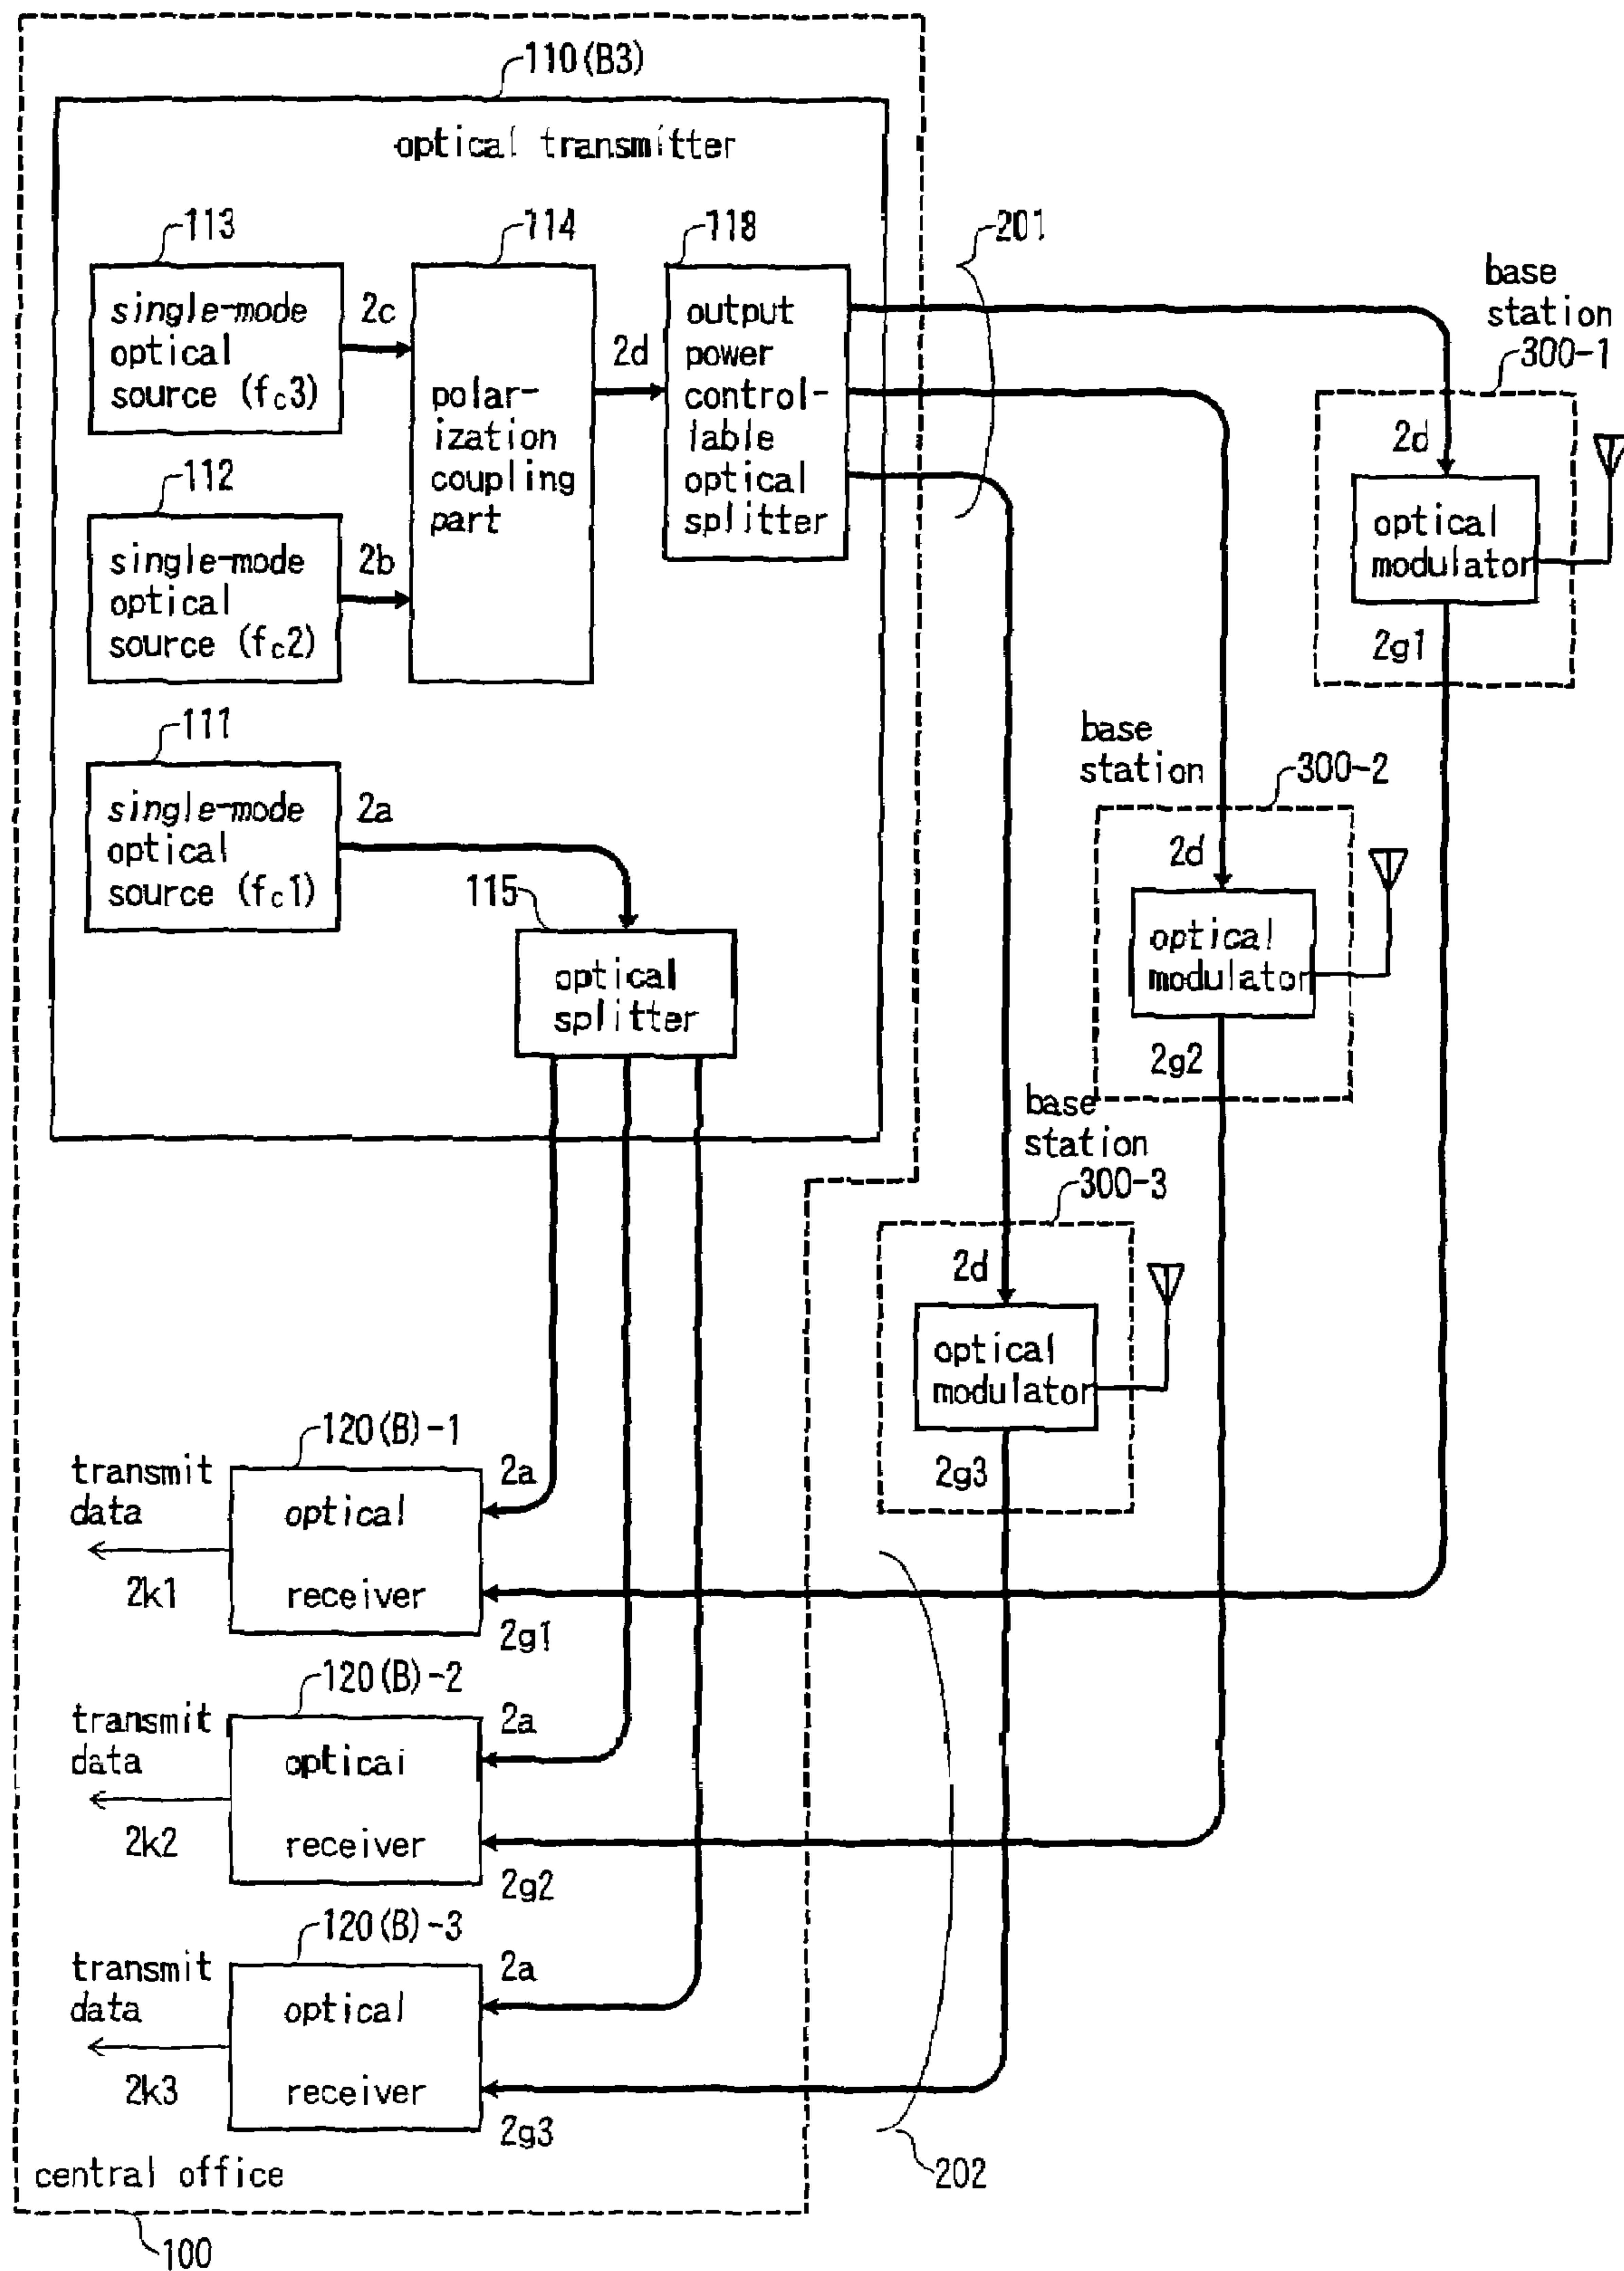 110(B3)
optical transmitter
113
114
118
201
single-mode
optical
source (fc3)
2c
2d
output
power
control-
lable
optical
splitter
polar-
ization
coupling
part
112
single-mode
optical
source (fc2)
2b
base
station
300-1
2d
optical
modulator
2g1
111
single-mode
optical
source (fc1)
2a
115
optical
splitter
base
station
300-2
2d
optical
modulator
2g2
base
station
300-3
2d
optical
modulator
2g3
120(B)-1
transmit
data
2k1
optical
receiver
2a
2g1
120(B)-2
transmit
data
2k2
optical
receiver
2a
2g2
120(B)-3
transmit
data
2k3
optical
receiver
2a
2g3
202
central office
100